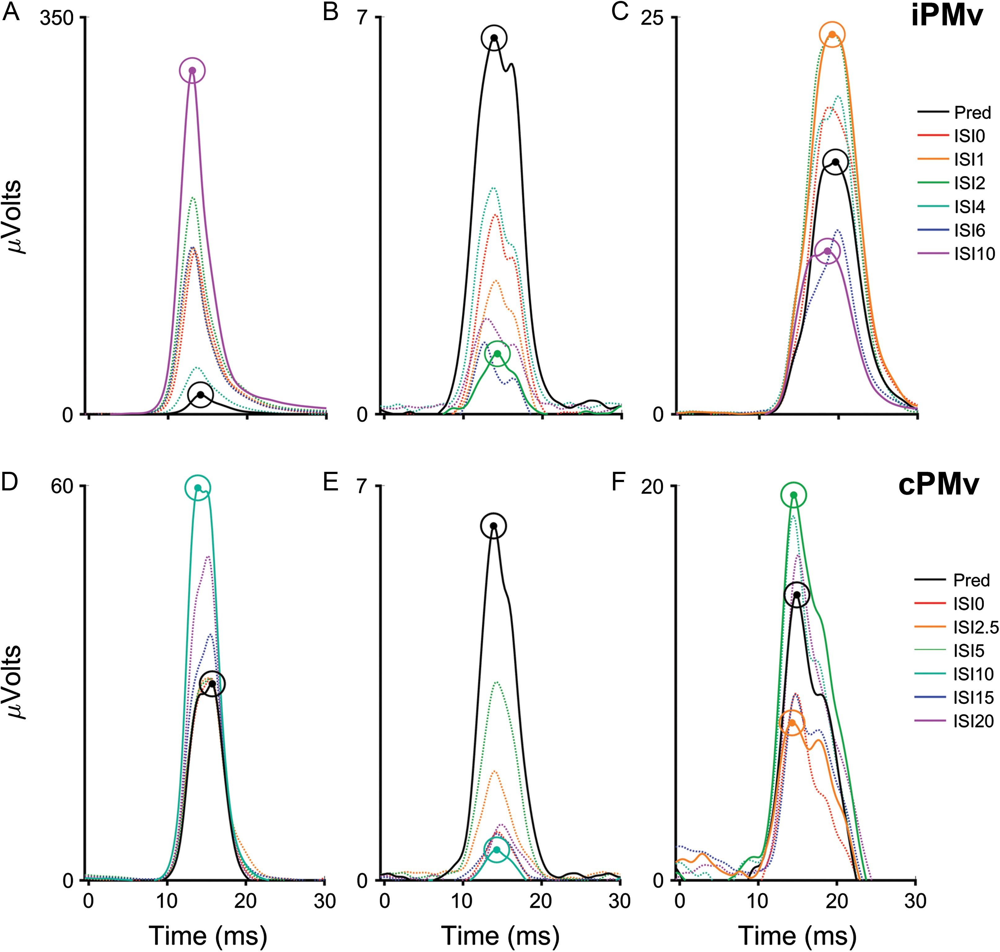 A
350
B
7
C
25
iPMv
µVolts
Pred
ISI0
ISI1
ISI2
ISI4
ISI6
ISI10
0
0
0
D
60
E
7
F
20
cPMv
µVolts
Pred
ISI0
ISI2.5
ISI5
ISI10
ISI15
ISI20
0
0
0
0 10 20 30
0 10 20 30
0 10 20 30
Time (ms)
Time (ms)
Time (ms)